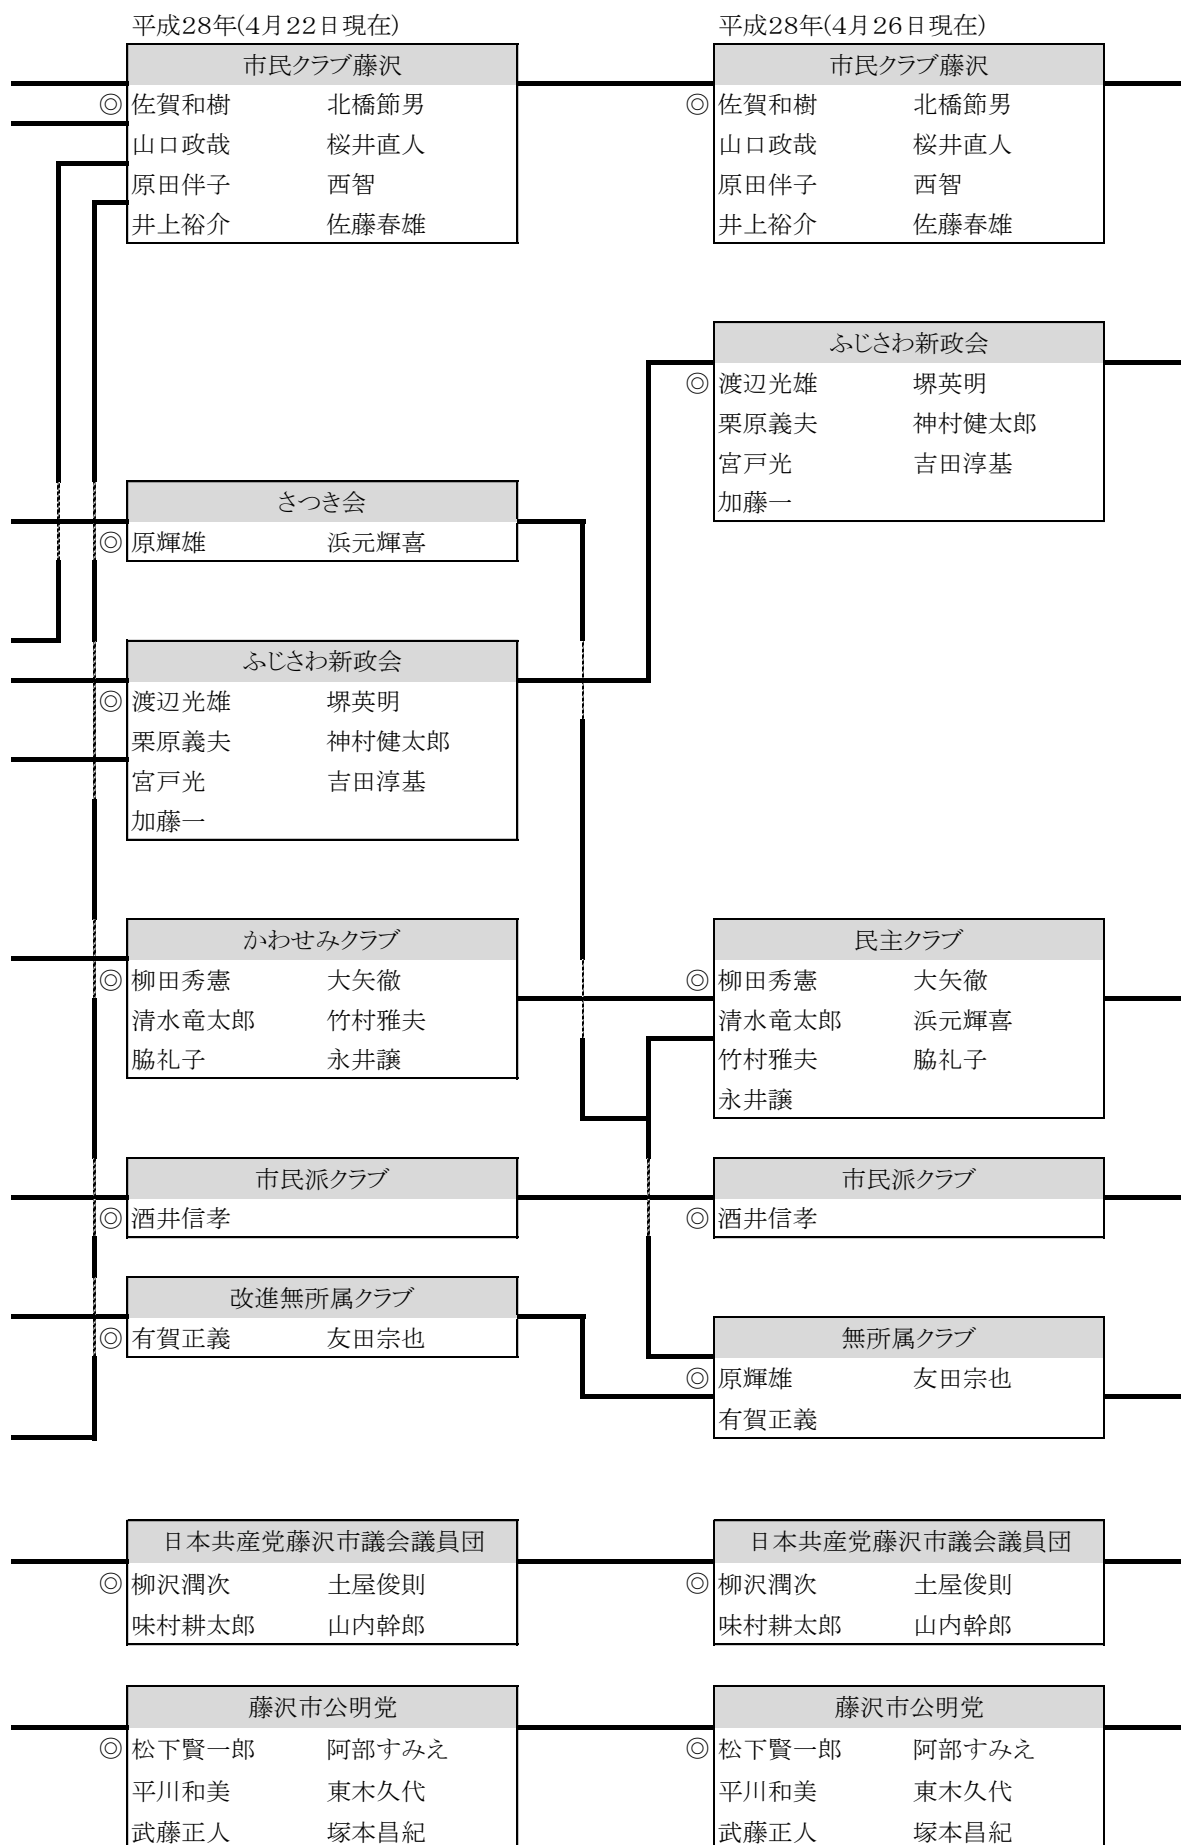 平成28年(4月22日現在)
市民クラブ藤沢
◎ 佐賀和樹 北橋節男
山口政哉 桜井直人
原田伴子 西智
井上裕介 佐藤春雄
さつき会
◎ 原輝雄 浜元輝喜
ふじさわ新政会
◎ 渡辺光雄 堺英明
栗原義夫 神村健太郎
宮戸光 吉田淳基
加藤一
かわせみクラブ
◎ 柳田秀憲 大矢徹
清水竜太郎 竹村雅夫
脇礼子 永井譲
市民派クラブ
◎ 酒井信孝
改進無所属クラブ
◎ 有賀正義 友田宗也
日本共産党藤沢市議会議員団
◎ 柳沢潤次 土屋俊則
味村耕太郎 山内幹郎
藤沢市公明党
◎ 松下賢一郎 阿部すみえ
平川和美 東木久代
武藤正人 塚本昌紀
平成28年(4月26日現在)
市民クラブ藤沢
◎ 佐賀和樹 北橋節男
山口政哉 桜井直人
原田伴子 西智
井上裕介 佐藤春雄
ふじさわ新政会
◎ 渡辺光雄 堺英明
栗原義夫 神村健太郎
宮戸光 吉田淳基
加藤一
民主クラブ
◎ 柳田秀憲 大矢徹
清水竜太郎 浜元輝喜
竹村雅夫 脇礼子
永井譲
市民派クラブ
◎ 酒井信孝
無所属クラブ
◎ 原輝雄 友田宗也
有賀正義
日本共産党藤沢市議会議員団
◎ 柳沢潤次 土屋俊則
味村耕太郎 山内幹郎
藤沢市公明党
◎ 松下賢一郎 阿部すみえ
平川和美 東木久代
武藤正人 塚本昌紀